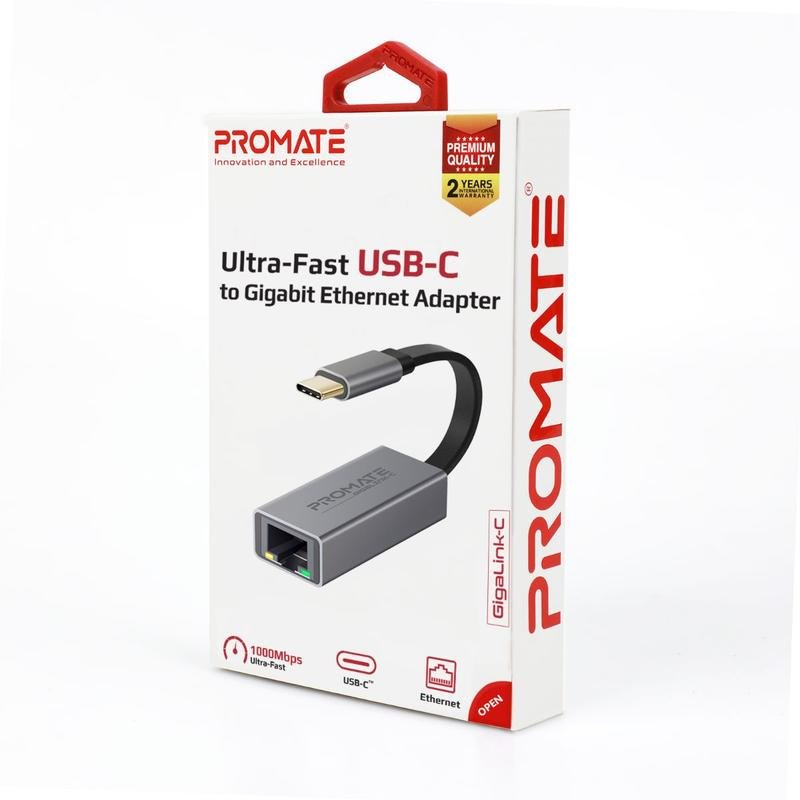 PROMATE
PROMATE®
Innovation and Excellence
PREMIUM
QUALITY
2 YEARS
INTERNATIONAL
WARRANTY
Ultra-Fast USB-C
to Gigabit Ethernet Adapter
PROMATE
GIGALINK-C
GigaLink-C
PROMATE®
1000Mbps
Ultra-Fast
USB-C™
Ethernet
OPEN